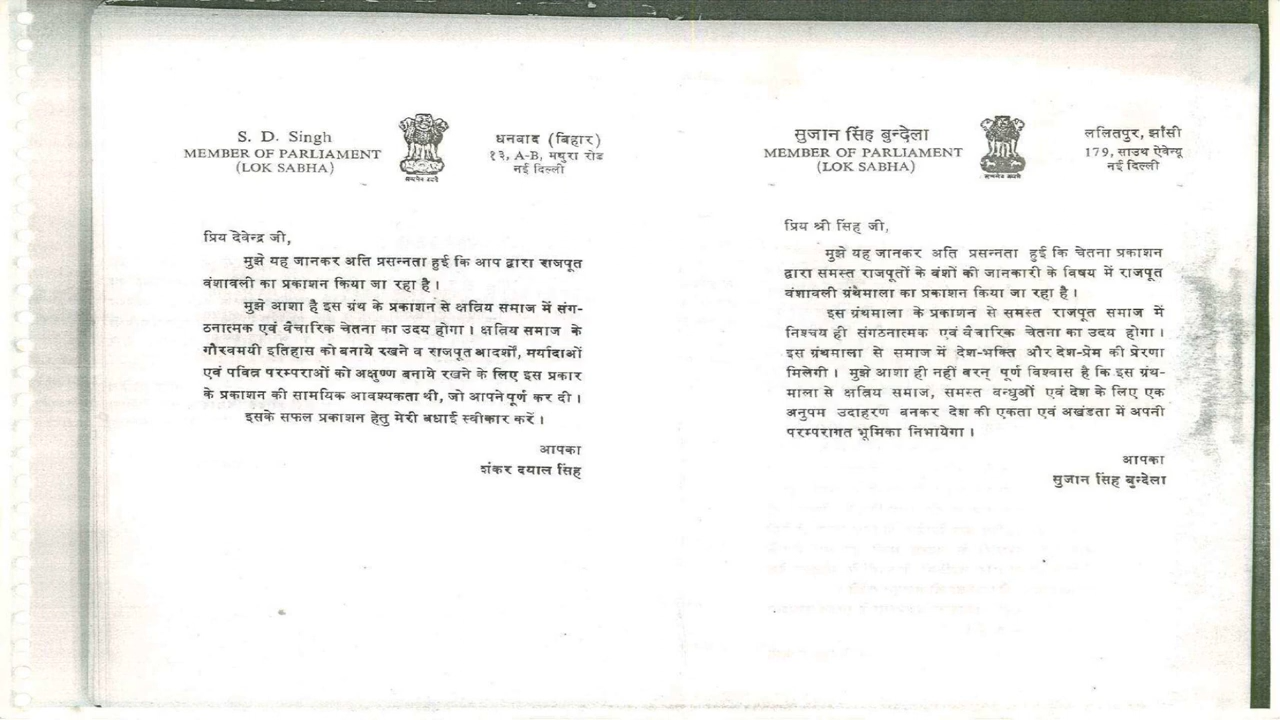 S. D. Singh
MEMBER OF PARLIAMENT
(LOK SABHA)
सत्यमेव जयते
धनबाद (बिहार)
१३, A-B, मथुरा रोड
नई दिल्ली
प्रिय देवेन्द्र जी,
मुझे यह जानकर अति प्रसन्नता हुई कि आप द्वारा राजपूत
वंशावली का प्रकाशन किया जा रहा है।
मुझे आशा है इस ग्रंथ के प्रकाशन से क्षत्रिय समाज में संग-
ठनात्मक एवं वैचारिक चेतना का उदय होगा। क्षत्रिय समाज के
गौरवमयी इतिहास को बनाये रखने व राजपूत आदर्शों, मर्यादाओं
एवं पवित्र परम्पराओं को अक्षुण्ण बनाये रखने के लिए इस प्रकार
के प्रकाशन की सामयिक आवश्यकता थी, जो आपने पूर्ण कर दी।
इसके सफल प्रकाशन हेतु मेरी बधाई स्वीकार करें।
आपका
शंकर दयाल सिंह
सुजान सिंह बुन्देला
MEMBER OF PARLIAMENT
(LOK SABHA)
सत्यमेव जयते
ललितपुर, झाँसी
179, साउथ ऐवेन्यू
नई दिल्ली
प्रिय श्री सिंह जी,
मुझे यह जानकर अति प्रसन्नता हुई कि चेतना प्रकाशन
द्वारा समस्त राजपूतों के वंशों की जानकारी के विषय में राजपूत
वंशावली ग्रंथमाला का प्रकाशन किया जा रहा है।
इस ग्रंथमाला के प्रकाशन से समस्त राजपूत समाज में
निश्चय ही संगठनात्मक एवं वैचारिक चेतना का उदय होगा।
इस ग्रंथमाला से समाज में देश-भक्ति और देश-प्रेम की प्रेरणा
मिलेगी। मुझे आशा ही नहीं वरन् पूर्ण विश्वास है कि इस ग्रंथ-
माला से क्षत्रिय समाज, समस्त बन्धुओं एवं देश के लिए एक
अनुपम उदाहरण बनकर देश की एकता एवं अखंडता में अपनी
परम्परागत भूमिका निभायेगा।
आपका
सुजान सिंह बुन्देला